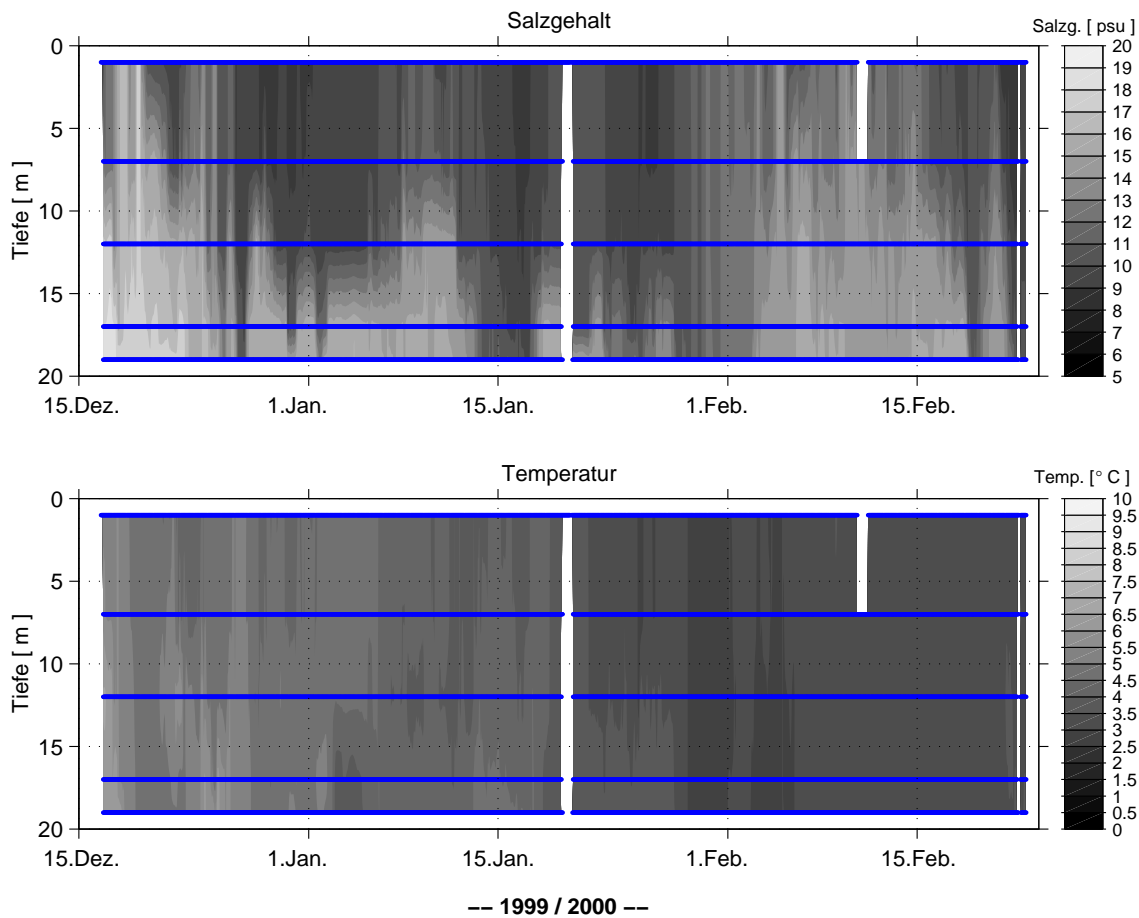 Salzgehalt
Salzg. [ psu ]
0
5
10
15
20
Tiefe [ m ]
15.Dez.
1.Jan.
15.Jan.
1.Feb.
15.Feb.
20
19
18
17
16
15
14
13
12
11
10
9
8
7
6
5
Temperatur
Temp. [° C ]
0
5
10
15
20
Tiefe [ m ]
15.Dez.
1.Jan.
15.Jan.
1.Feb.
15.Feb.
10
9.5
9
8.5
8
7
6.5
6
5.5
5
4.5
4
3.5
3
2.5
2
1.5
1
0.5
0
-- 1999 / 2000 --